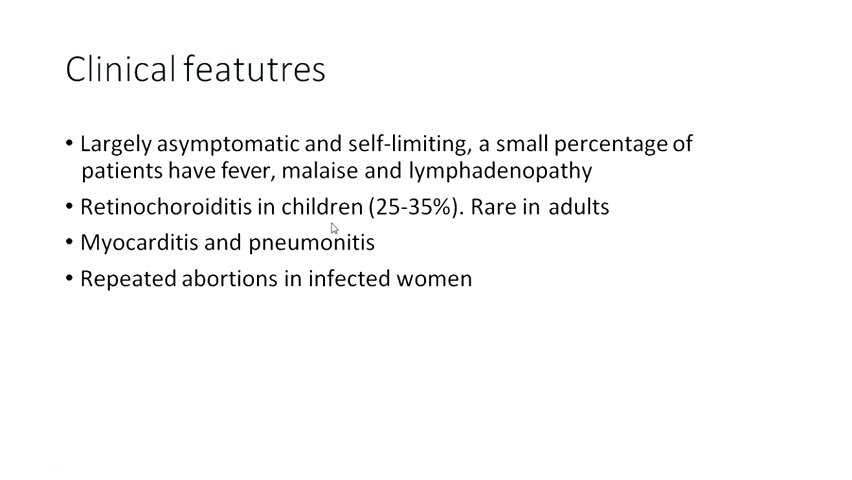 Clinical featutres
• Largely asymptomatic and self-limiting, a small percentage of
patients have fever, malaise and lymphadenopathy
• Retinochoroiditis in children (25-35%). Rare in adults
• Myocarditis and pneumonitis
• Repeated abortions in infected women